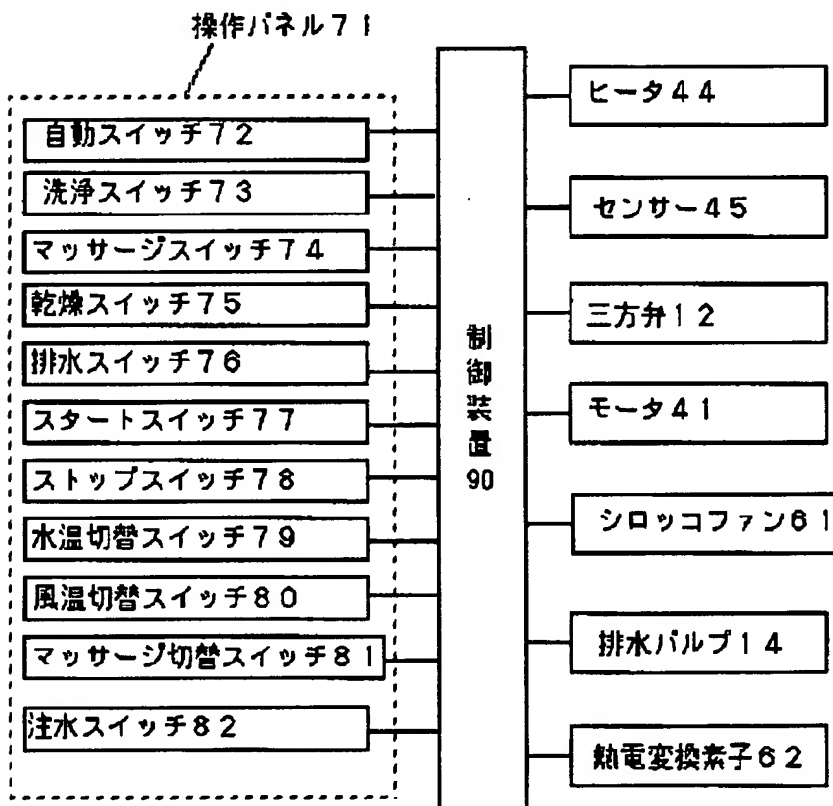 操作パネル71
自動スイッチ72
洗浄スイッチ73
マッサージスイッチ74
乾燥スイッチ75
排水スイッチ76
スタートスイッチ77
ストップスイッチ78
水温切替スイッチ79
風温切替スイッチ80
マッサージ切替スイッチ81
注水スイッチ82
制御装置90
ヒータ44
センサー45
三方弁12
モータ41
シロッコファン61
排水バルブ14
熱電変換素子62